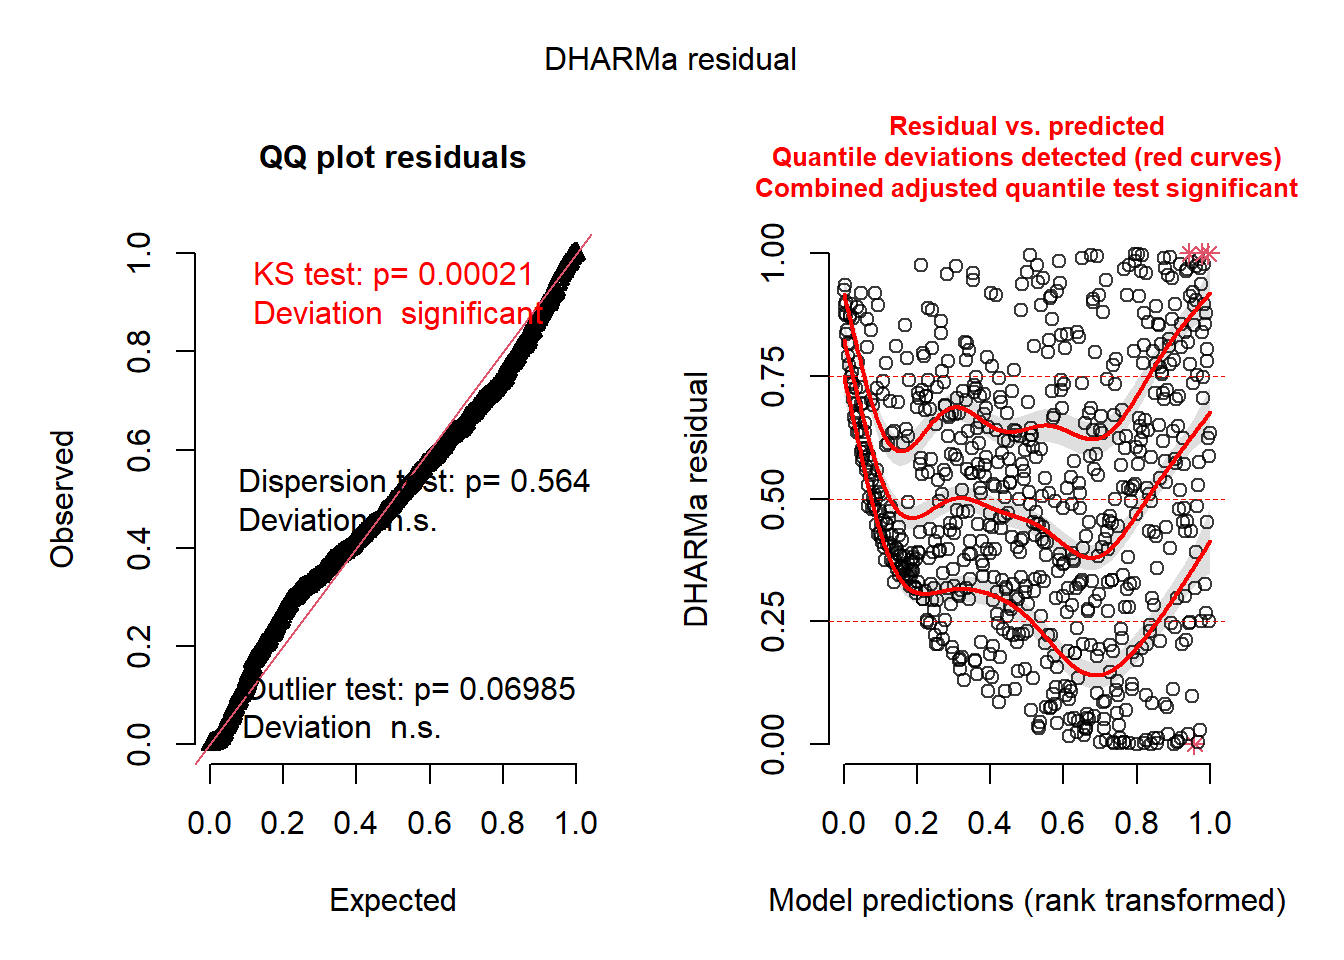 DHARMa residual
QQ plot residuals
KS test: p= 0.00021
Deviation  significant
Dispersion test: p= 0.564
Deviation  n.s.
Outlier test: p= 0.06985
Deviation  n.s.
Observed
0.0
0.2
0.4
0.6
0.8
1.0
0.0 0.2 0.4 0.6 0.8 1.0
Expected
Residual vs. predicted
Quantile deviations detected (red curves)
Combined adjusted quantile test significant
DHARMa residual
0.00
0.25
0.50
0.75
1.00
0.0 0.2 0.4 0.6 0.8 1.0
Model predictions (rank transformed)